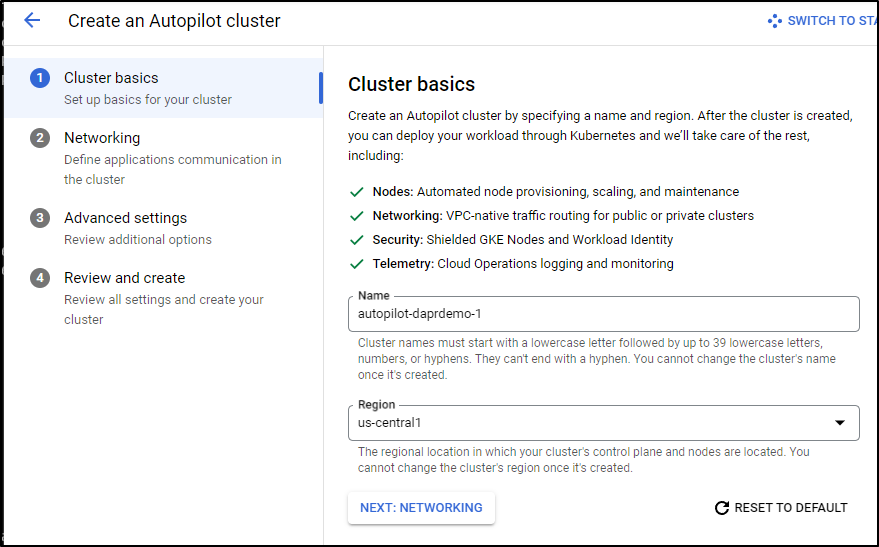 Create an Autopilot cluster
SWITCH TO STA
1 Cluster basics
Set up basics for your cluster
2 Networking
Define applications communication in
the cluster
3 Advanced settings
Review additional options
4 Review and create
Review all settings and create your
cluster
Cluster basics
Create an Autopilot cluster by specifying a name and region. After the cluster is created,
you can deploy your workload through Kubernetes and we'll take care of the rest,
including:
Nodes: Automated node provisioning, scaling, and maintenance
Networking: VPC-native traffic routing for public or private clusters
Security: Shielded GKE Nodes and Workload Identity
Telemetry: Cloud Operations logging and monitoring
Name
autopilot-daprdemo-1
Cluster names must start with a lowercase letter followed by up to 39 lowercase letters,
numbers, or hyphens. They can't end with a hyphen. You cannot change the cluster's name
once it's created.
Region
us-central1
The regional location in which your cluster's control plane and nodes are located. You
cannot change the cluster's region once it's created.
NEXT: NETWORKING
RESET TO DEFAULT